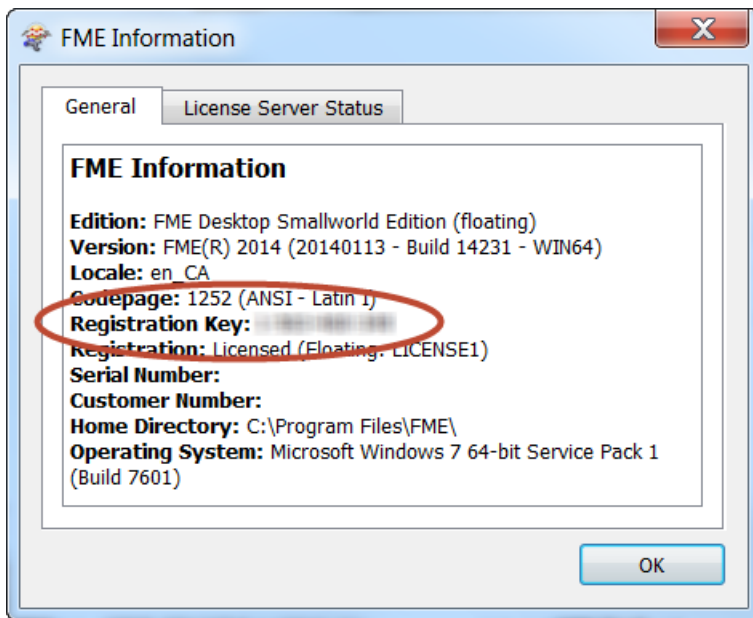 FME Information
General
License Server Status
FME Information
Edition: FME Desktop Smallworld Edition (floating)
Version: FME(R) 2014 (20140113 - Build 14231 - WIN64)
Locale: en_CA
Codepage: 1252 (ANSI - Latin I)
Registration Key:
Registration: Licensed (Floating: LICENSE1)
Serial Number:
Customer Number:
Home Directory: C:\Program Files\FME\
Operating System: Microsoft Windows 7 64-bit Service Pack 1
(Build 7601)
OK